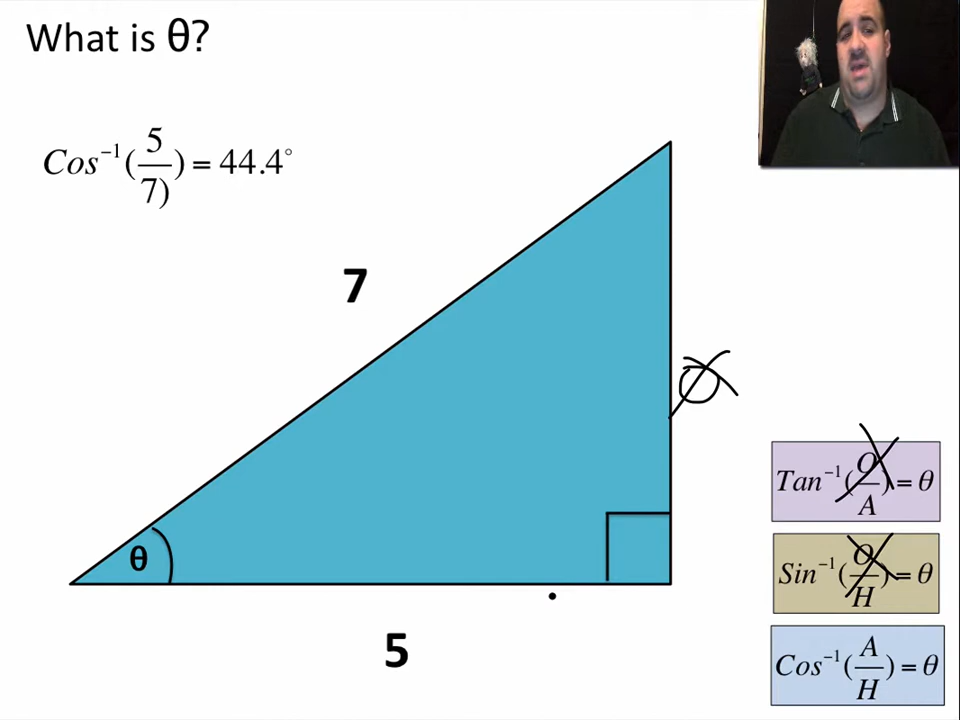 What is θ?
Cos⁻¹(5/7) = 44.4°
7
O
θ
5
Tan⁻¹(O/A) = θ
Sin⁻¹(O/H) = θ
Cos⁻¹(A/H) = θ